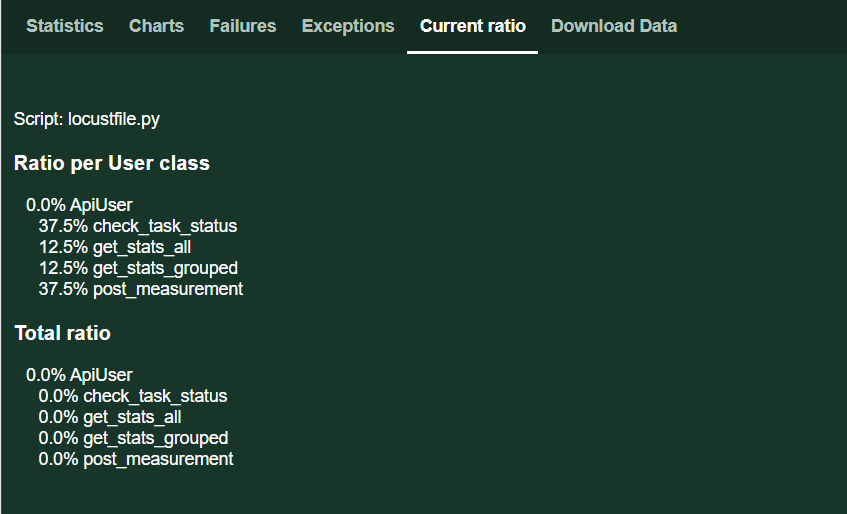 Statistics Charts Failures Exceptions Current ratio Download Data
Script: locustfile.py
Ratio per User class
0.0% ApiUser
37.5% check_task_status
12.5% get_stats_all
12.5% get_stats_grouped
37.5% post_measurement
Total ratio
0.0% ApiUser
0.0% check_task_status
0.0% get_stats_all
0.0% get_stats_grouped
0.0% post_measurement